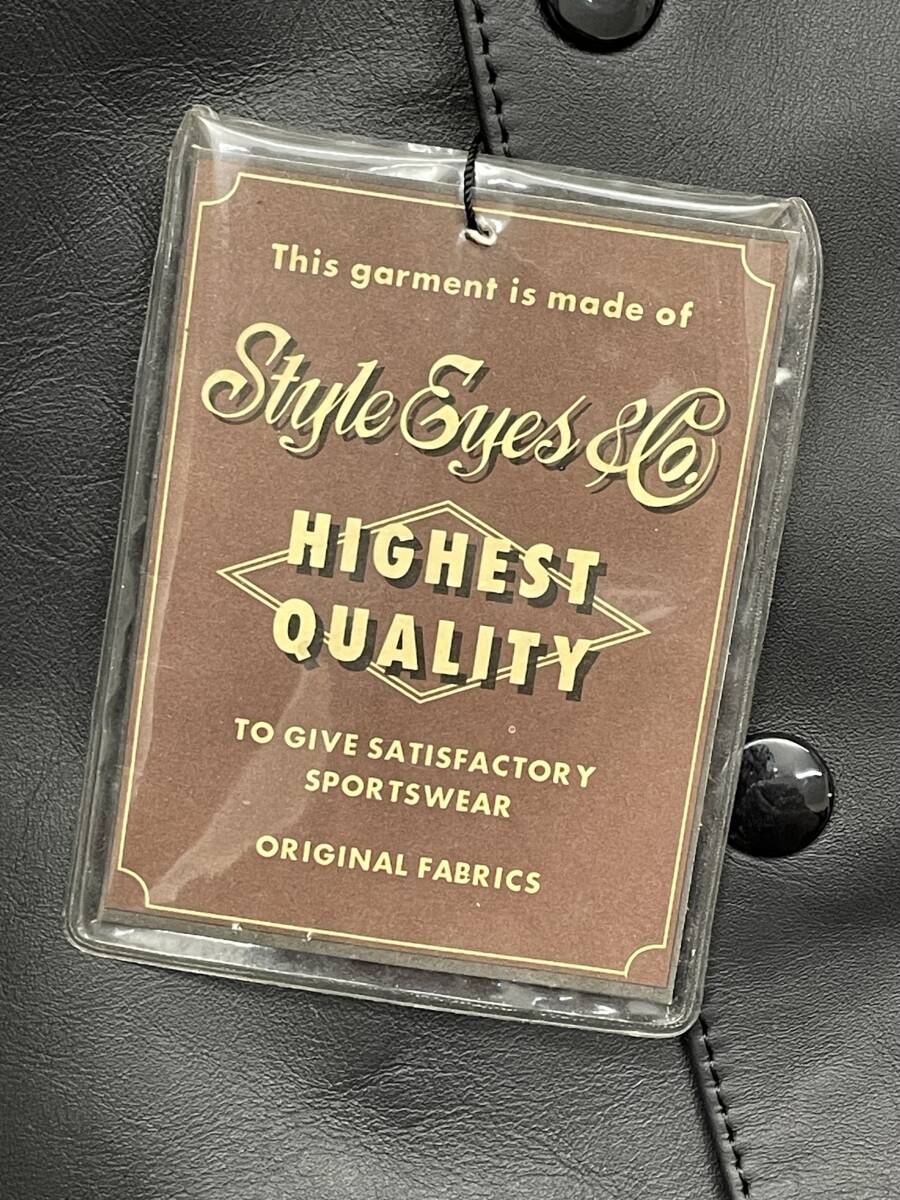 This garment is made of
Style Eyes & Co.
HIGHEST
QUALITY
TO GIVE SATISFACTORY
SPORTSWEAR
ORIGINAL FABRICS